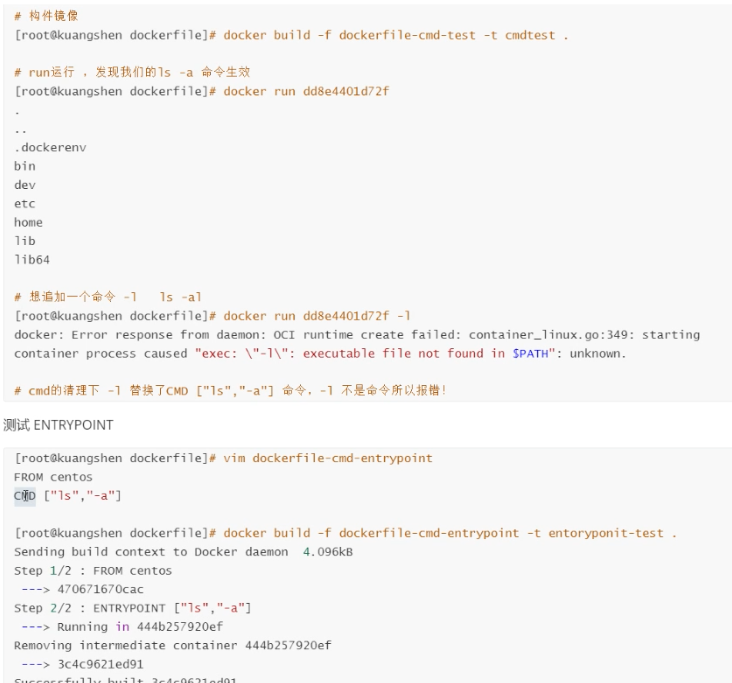 # 构件镜像
[root@kuangshen dockerfile]# docker build -f dockerfile-cmd-test -t cmdtest .
# run运行 , 发现我们的ls -a 命令生效
[root@kuangshen dockerfile]# docker run dd8e4401d72f
.
..
.dockerenv
bin
dev
etc
home
lib
lib64
# 想追加一个命令 -l ls -al
[root@kuangshen dockerfile]# docker run dd8e4401d72f -l
docker: Error response from daemon: OCI runtime create failed: container_linux.go:349: starting
container process caused "exec: \"-l\": executable file not found in $PATH": unknown.
# cmd的清理下 -l 替换了CMD ["ls","-a"] 命令, -l 不是命令所以报错!
测试 ENTRYPOINT
[root@kuangshen dockerfile]# vim dockerfile-cmd-entrypoint
FROM centos
CMD ["ls","-a"]
[root@kuangshen dockerfile]# docker build -f dockerfile-cmd-entrypoint -t entoryponit-test .
Sending build context to Docker daemon 4.096kB
Step 1/2 : FROM centos
---> 470671670cac
Step 2/2 : ENTRYPOINT ["ls","-a"]
---> Running in 444b257920ef
Removing intermediate container 444b257920ef
---> 3c4c9621ed91
Successfully built 3c4c9621ed91